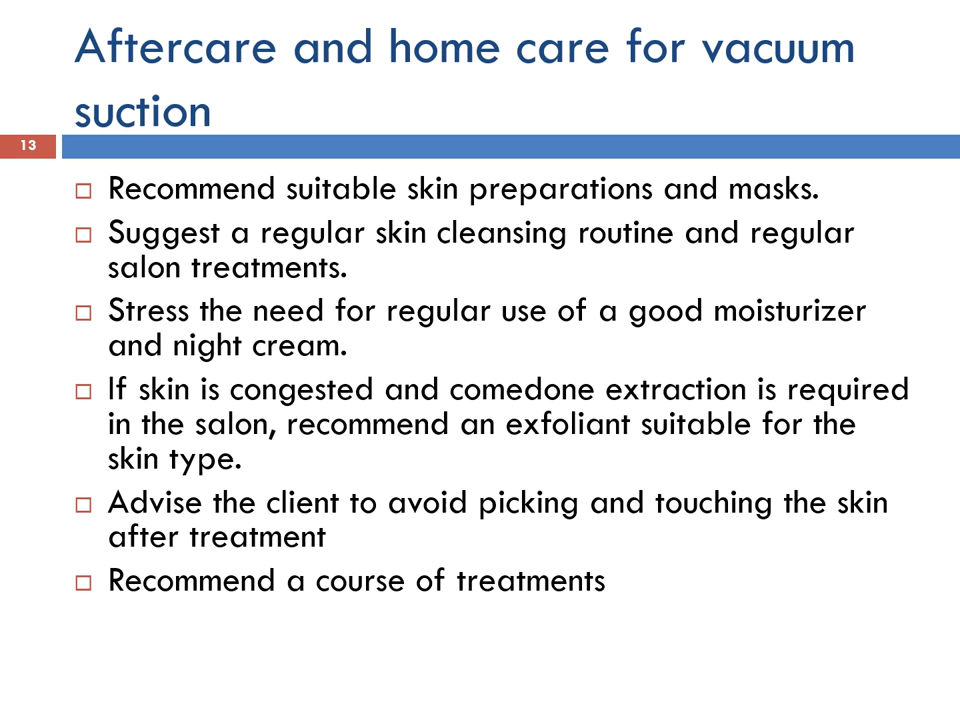 Aftercare and home care for vacuum
suction
13
Recommend suitable skin preparations and masks.
Suggest a regular skin cleansing routine and regular
salon treatments.
Stress the need for regular use of a good moisturizer
and night cream.
If skin is congested and comedone extraction is required
in the salon, recommend an exfoliant suitable for the
skin type.
Advise the client to avoid picking and touching the skin
after treatment
Recommend a course of treatments